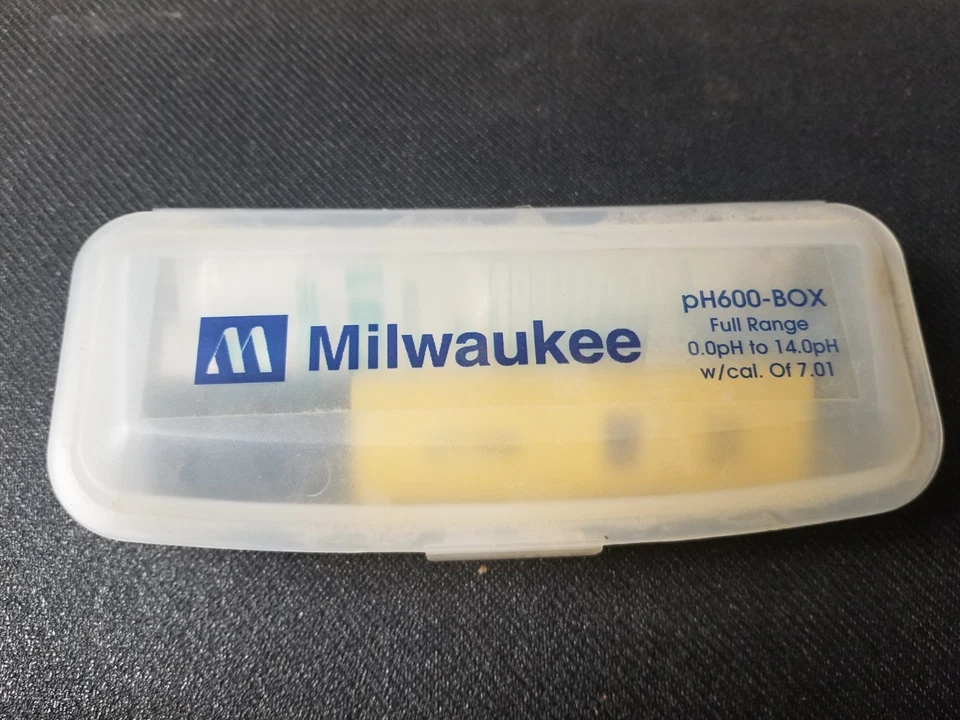 Milwaukee
pH600-BOX
Full Range
0.0pH to 14.0pH
w/cal. Of 7.01